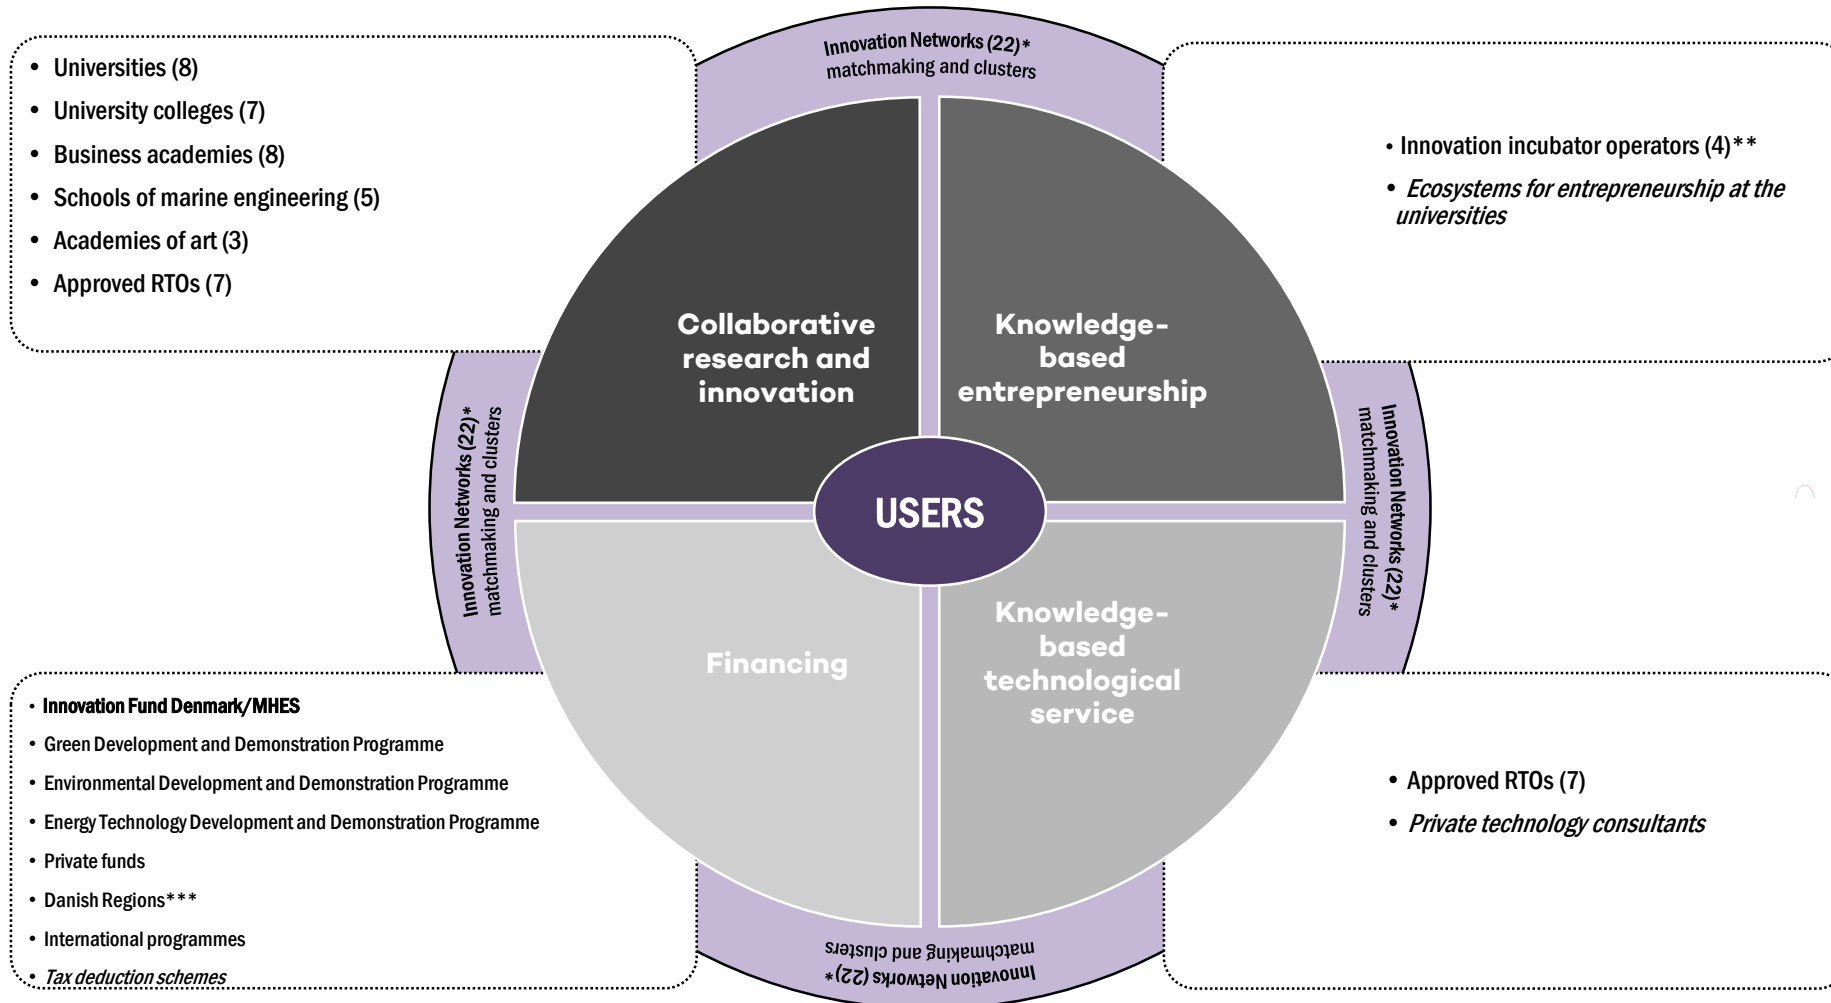 Innovation Networks (22)*
matchmaking and clusters
• Universities (8)
• University colleges (7)
• Business academies (8)
• Schools of marine engineering (5)
• Academies of art (3)
• Approved RTOs (7)
• Innovation incubator operators (4)**
• Ecosystems for entrepreneurship at the
universities
Collaborative
research and
innovation
Knowledge-
based
entrepreneurship
Innovation Networks (22)*
matchmaking and clusters
USERS
Innovation Networks (22)*
matchmaking and clusters
Financing
Knowledge-
based
technological
service
• Innovation Fund Denmark/MHES
• Green Development and Demonstration Programme
• Environmental Development and Demonstration Programme
• Energy Technology Development and Demonstration Programme
• Private funds
• Danish Regions***
• International programmes
• Tax deduction schemes
• Approved RTOs (7)
• Private technology consultants
Innovation Networks (22)*
matchmaking and clusters